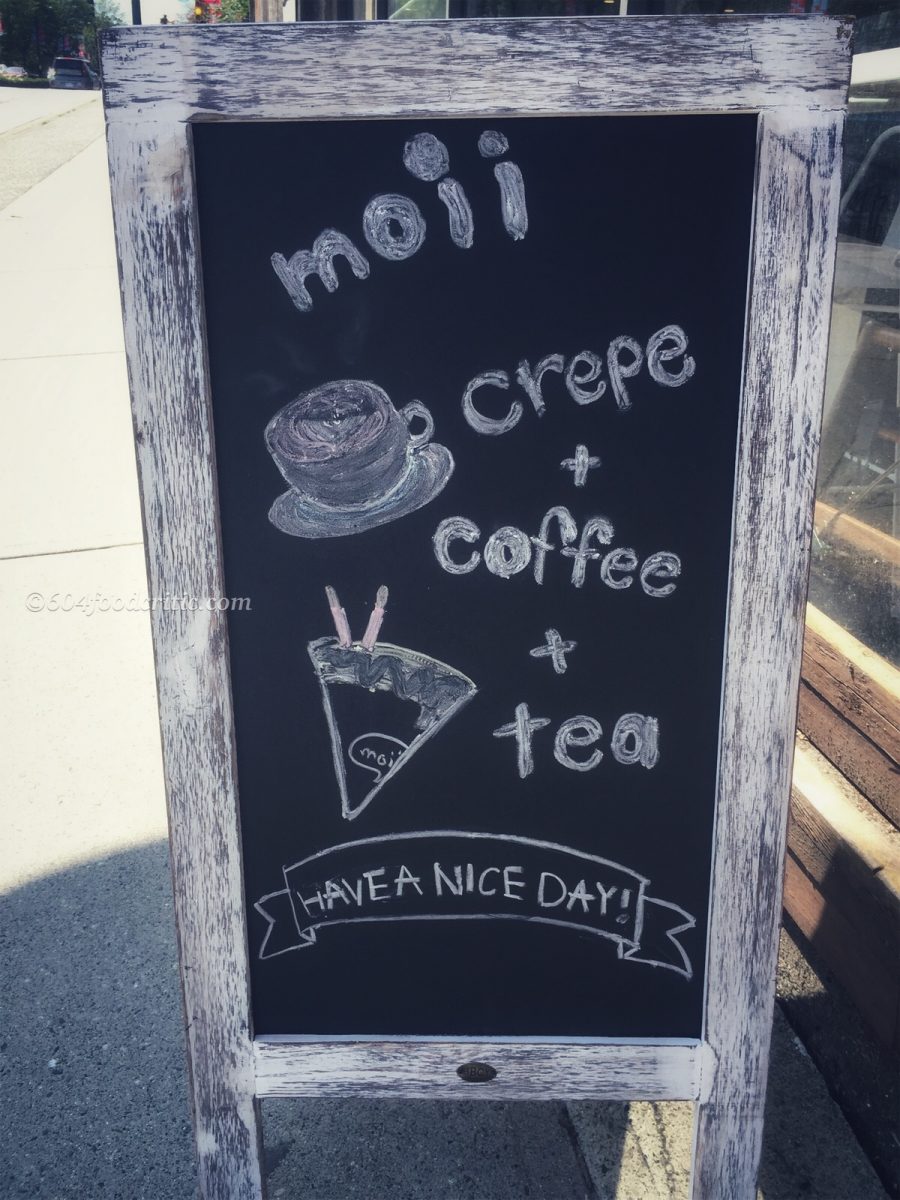 moii
crepe
+
coffee
+
tea
©604foodcritic.com
moii
HAVE A NICE DAY!